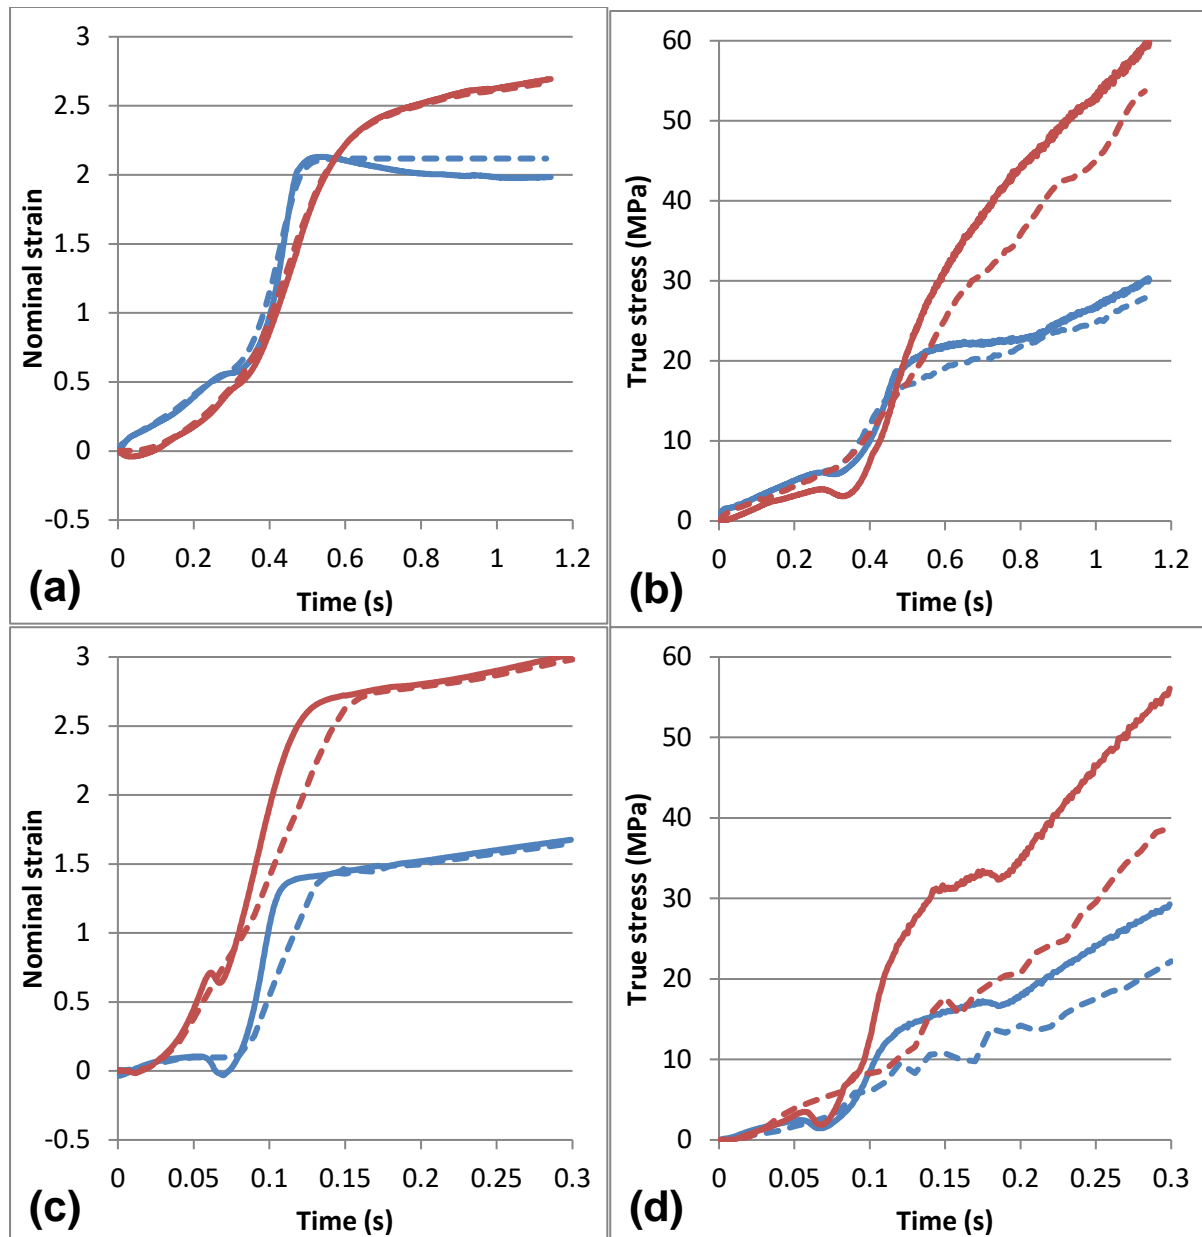 3
2.5
2
1.5
1
0.5
0
-0.5
Nominal strain
0 0.2 0.4 0.6 0.8 1 1.2
Time (s)
(a)
60
50
40
30
20
10
0
True stress (MPa)
0 0.2 0.4 0.6 0.8 1 1.2
Time (s)
(b)
3
2.5
2
1.5
1
0.5
0
-0.5
Nominal strain
0 0.05 0.1 0.15 0.2 0.25 0.3
Time (s)
(c)
60
50
40
30
20
10
0
True stress (MPa)
0 0.05 0.1 0.15 0.2 0.25 0.3
Time (s)
(d)